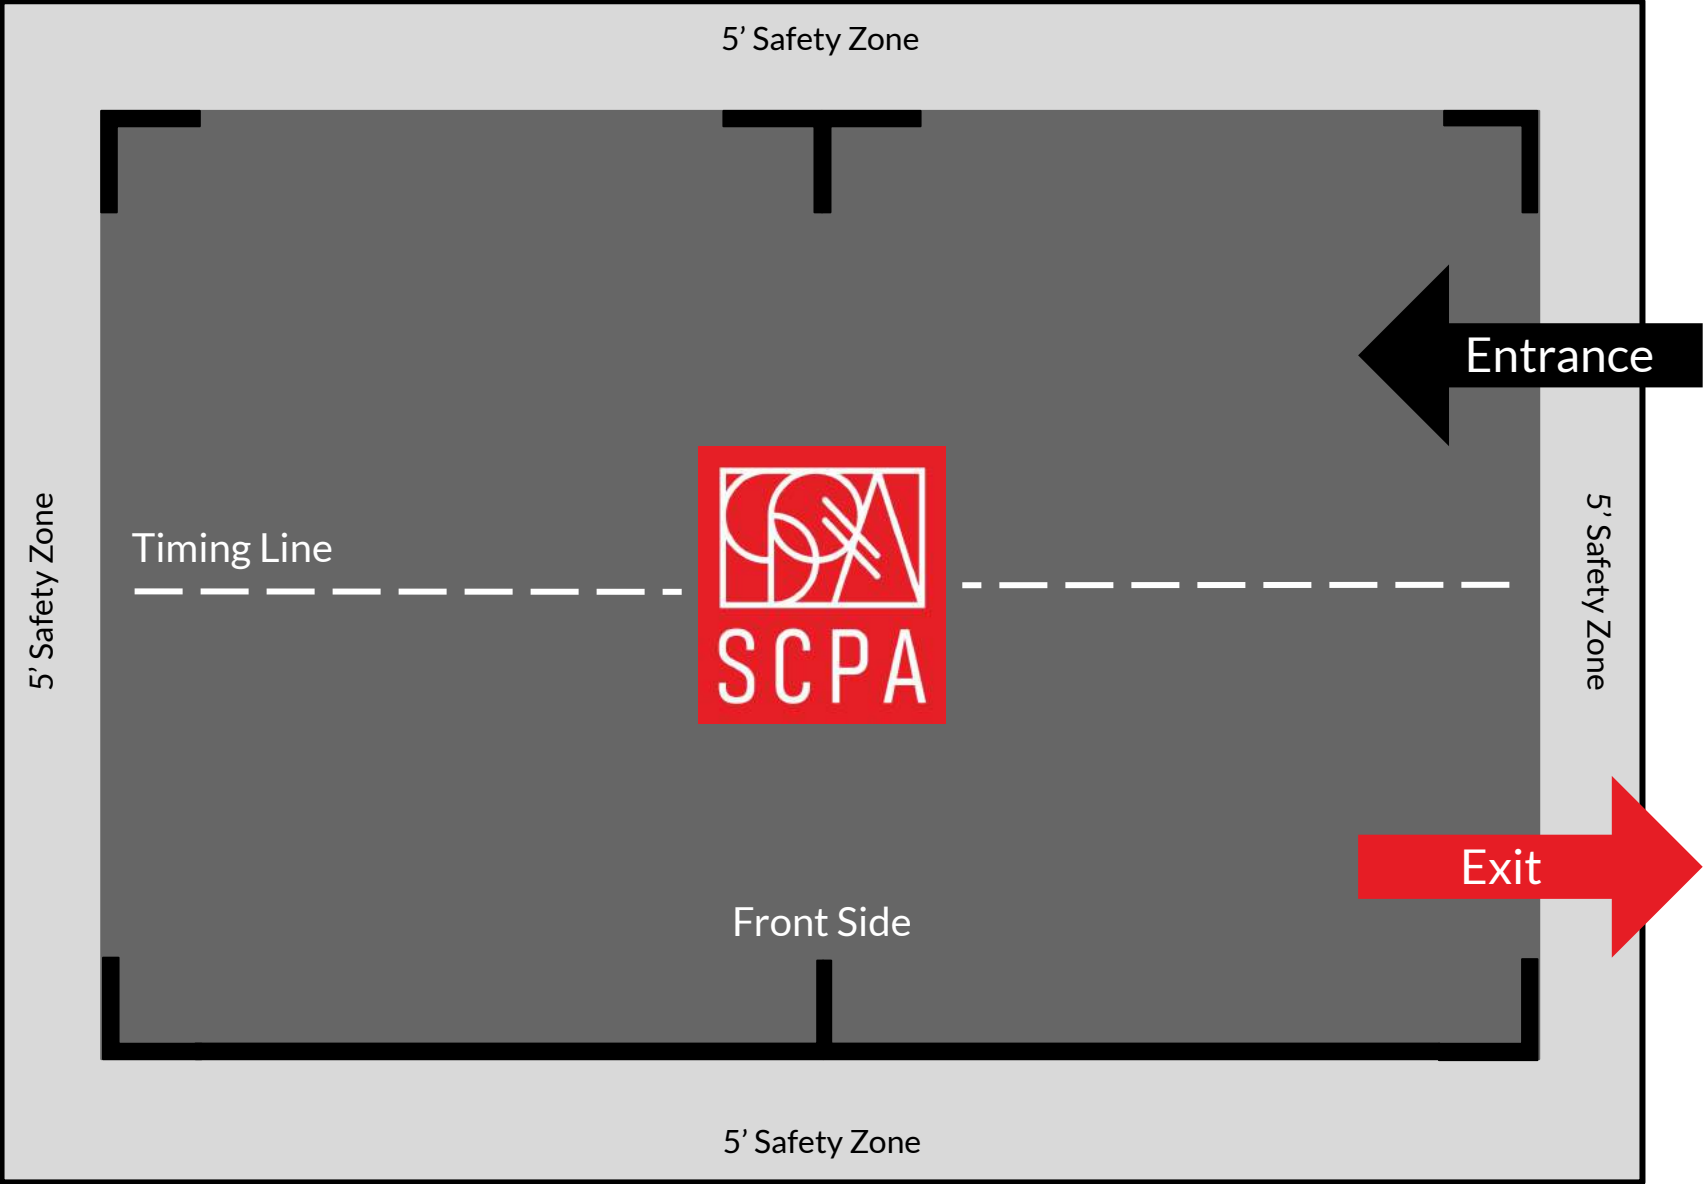 5’ Safety Zone
Entrance
5’ Safety Zone
Timing Line
SCPA
5’ Safety Zone
Exit
Front Side
5’ Safety Zone